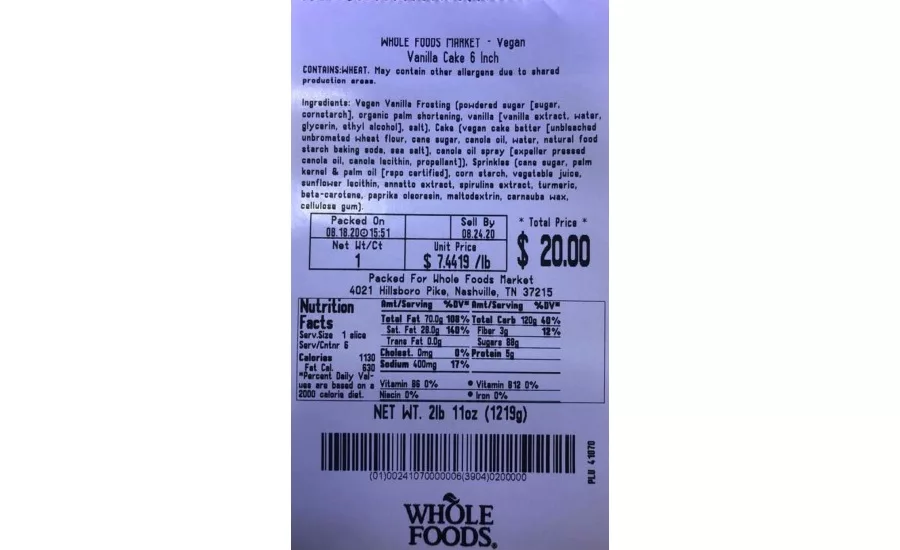 WHOLE FOODS MARKET - Vegan
Vanilla Cake 6 Inch
CONTAINS:WHEAT. May contain other allergens due to shared
production areas.
Ingredients: Vegan Vanilla Frosting (powdered sugar [sugar,
cornstarch], organic palm shortening, vanilla [vanilla extract, water,
glycerin, ethyl alcohol], salt), Cake (vegan cake batter [unbleached
unbromated wheat flour, cane sugar, canola oil, water, natural food
starch baking soda, sea salt], canola oil spray [expeller pressed
canola oil, canola lecithin, propellant]), Sprinkles (cane sugar, palm
kernel & palm oil [rspo certified], corn starch, vegetable juice,
sunflower lecithin, annatto extract, spirulina extract, turmeric,
beta-carotene, paprika oleoresin, maltodextrin, carnauba wax,
cellulose gum).
Packed On
08.18.20 15:51
Sell By
08.24.20
* Total Price *
$ 20.00
Net Wt/Ct
1
Unit Price
$ 7.4419 /lb
Packed For Whole Foods Market
4021 Hillsboro Pike, Nashville, TN 37215
Nutrition
Facts
Serv.Size 1 slice
Serv/Cntnr 6
Calories 1130
Fat Cal. 630
*Percent Daily Val-
ues are based on a
2000 calorie diet.
Amt/Serving %DV* Amt/Serving %DV*
Total Fat 70.0g 108% Total Carb 120g 40%
Sat. Fat 28.0g 140% Fiber 3g 12%
Trans Fat 0.0g Sugars 88g
Cholest. 0mg 0% Protein 5g
Sodium 400mg 17%
Vitamin B6 0% • Vitamin B12 0%
Niacin 0% • Iron 0%
NET WT. 2lb 11oz (1219g)
(01)00241070000006(3904)0200000
PLU 41070
WHOLE
FOODS.